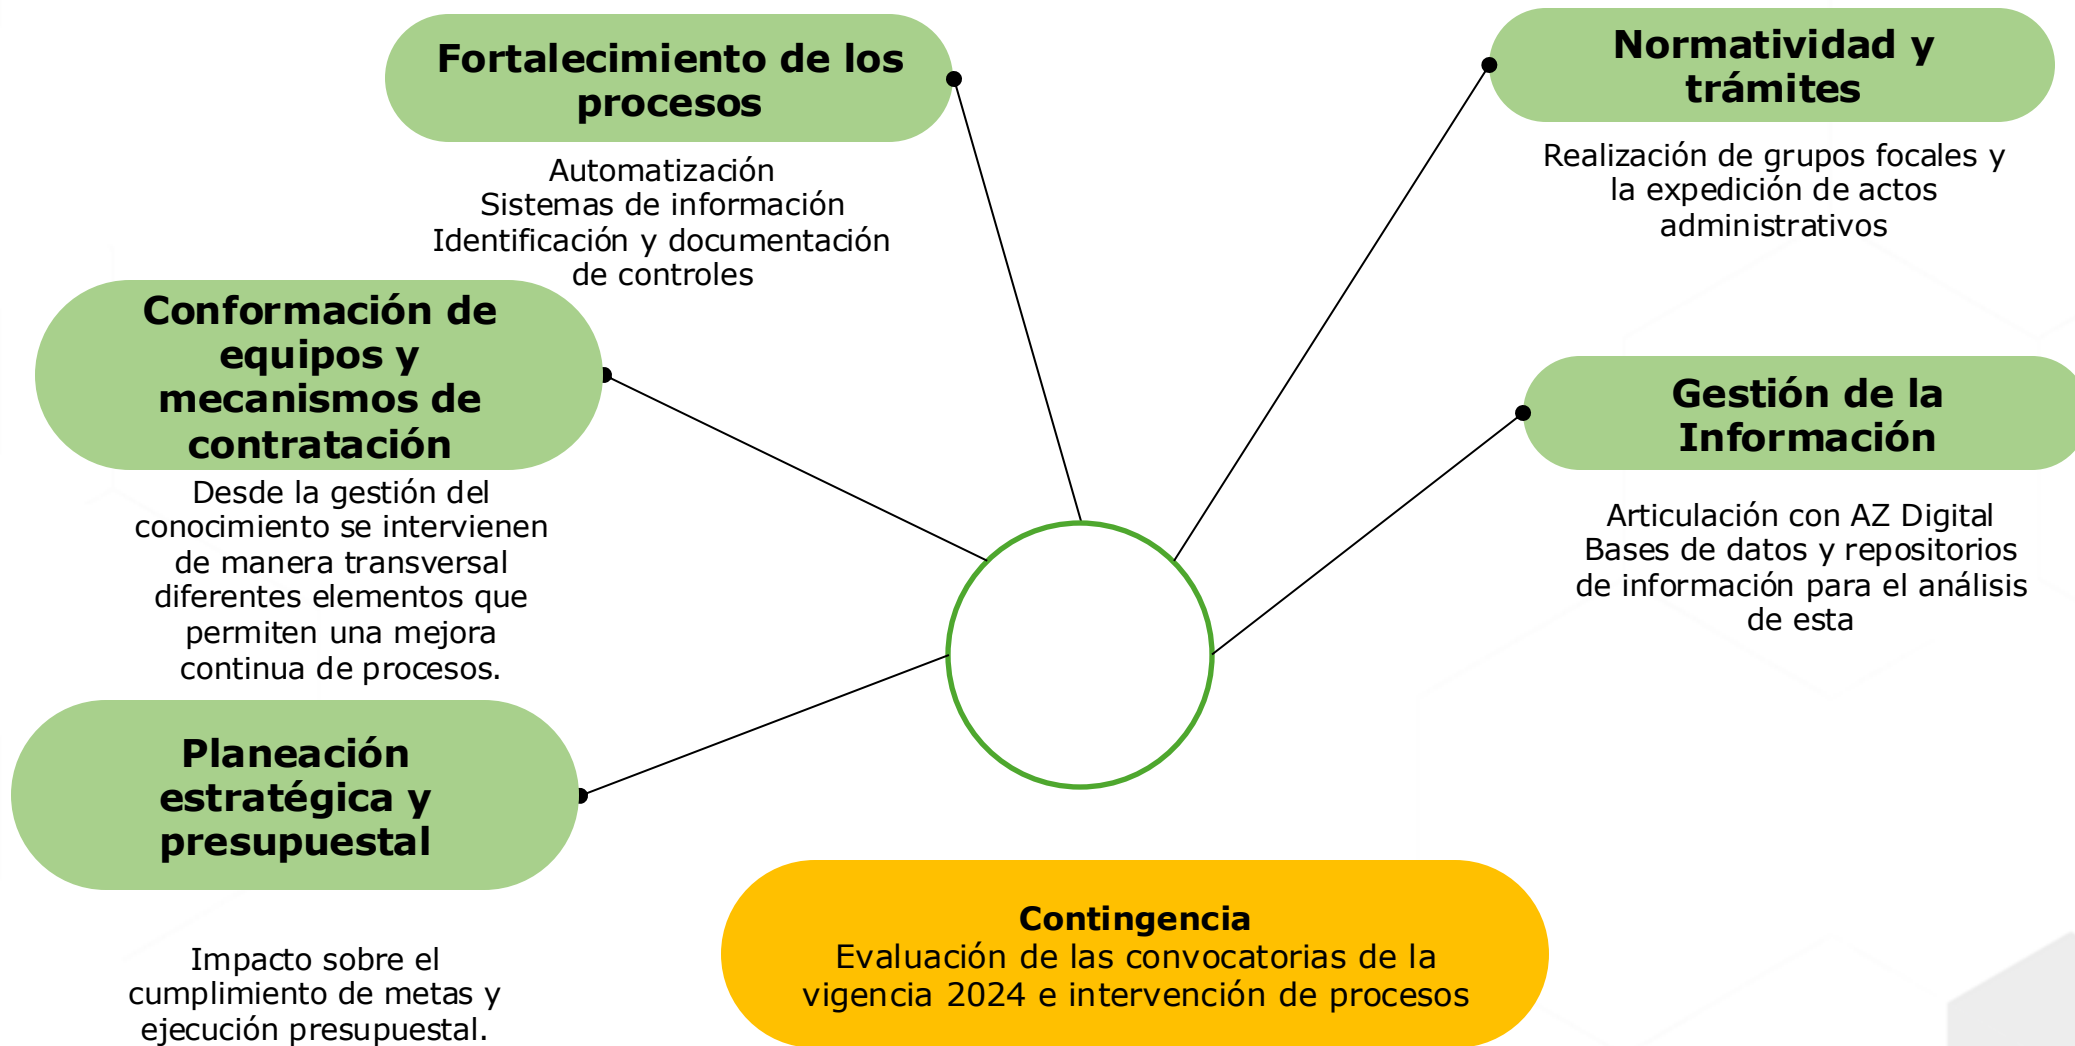 Fortalecimiento de los
procesos
Automatización
Sistemas de información
Identificación y documentación
de controles
Conformación de
equipos y
mecanismos de
contratación
Desde la gestión del
conocimiento se intervienen
de manera transversal
diferentes elementos que
permiten una mejora
continua de procesos.
Planeación
estratégica y
presupuestal
Impacto sobre el
cumplimiento de metas y
ejecución presupuestal.
Normatividad y
trámites
Realización de grupos focales y
la expedición de actos
administrativos
Gestión de la
Información
Articulación con AZ Digital
Bases de datos y repositorios
de información para el análisis
de esta
Contingencia
Evaluación de las convocatorias de la
vigencia 2024 e intervención de procesos